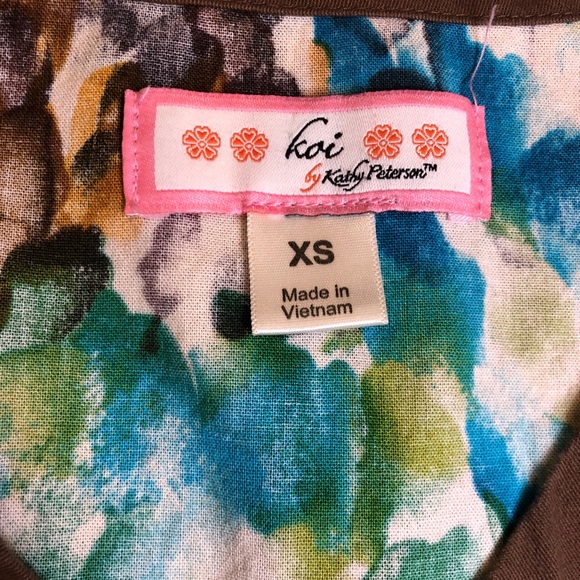 koi
by Kathy Peterson™
XS
Made in
Vietnam